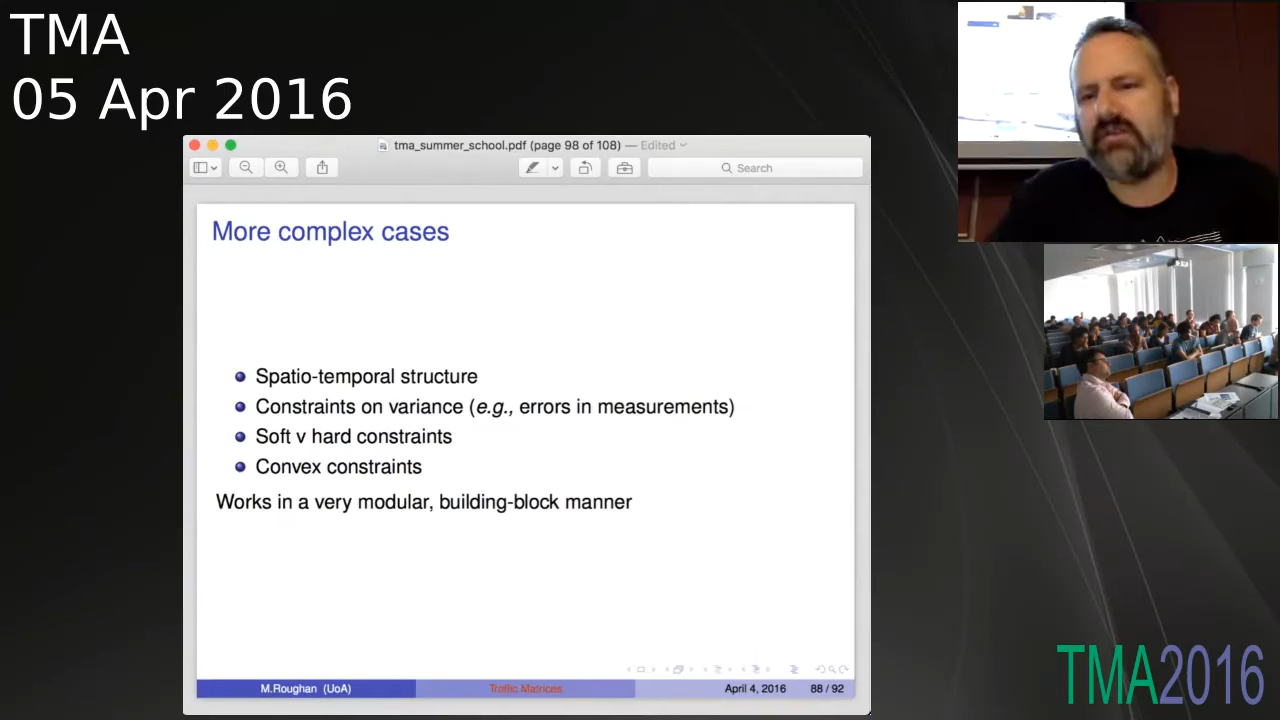 TMA
05 Apr 2016
tma_summer_school.pdf (page 98 of 108) — Edited
Search
More complex cases
Spatio-temporal structure
Constraints on variance (e.g., errors in measurements)
Soft v hard constraints
Convex constraints
Works in a very modular, building-block manner
M.Roughan (UoA)
Traffic Matrices
April 4, 2016
88 / 92
TMA2016